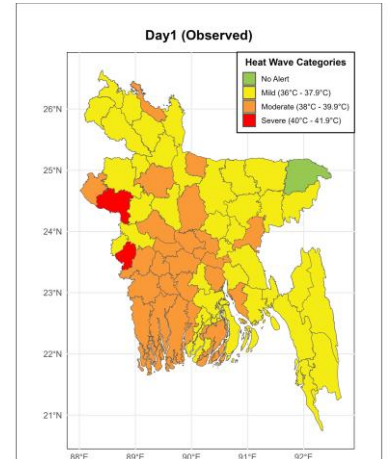 Day1 (Observed)
Heat Wave Categories
No Alert
Mild (36°C - 37.9°C)
Moderate (38°C - 39.9°C)
Severe (40°C - 41.9°C)
26°N
25°N
24°N
23°N
22°N
21°N
88°E 89°E 90°E 91°E 92°E